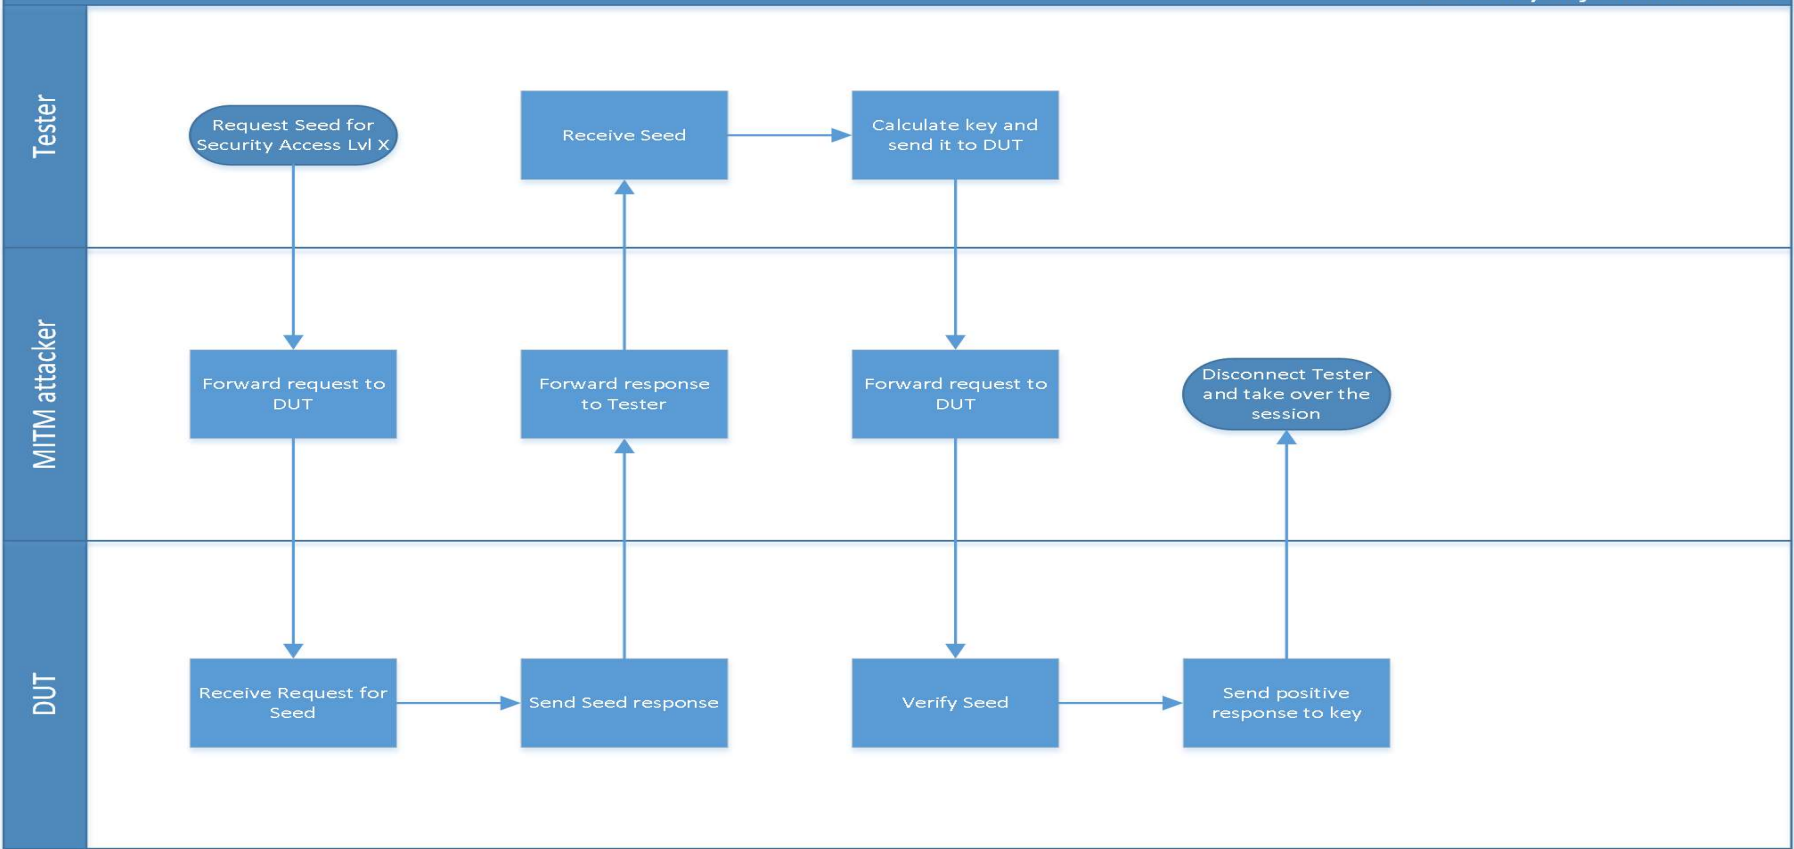 Tester
Request Seed for
Security Access Lvl X
Receive Seed
Calculate key and
send it to DUT
MITM attacker
Forward request to
DUT
Forward response
to Tester
Forward request to
DUT
Disconnect Tester
and take over the
session
DUT
Receive Request for
Seed
Send Seed response
Verify Seed
Send positive
response to key